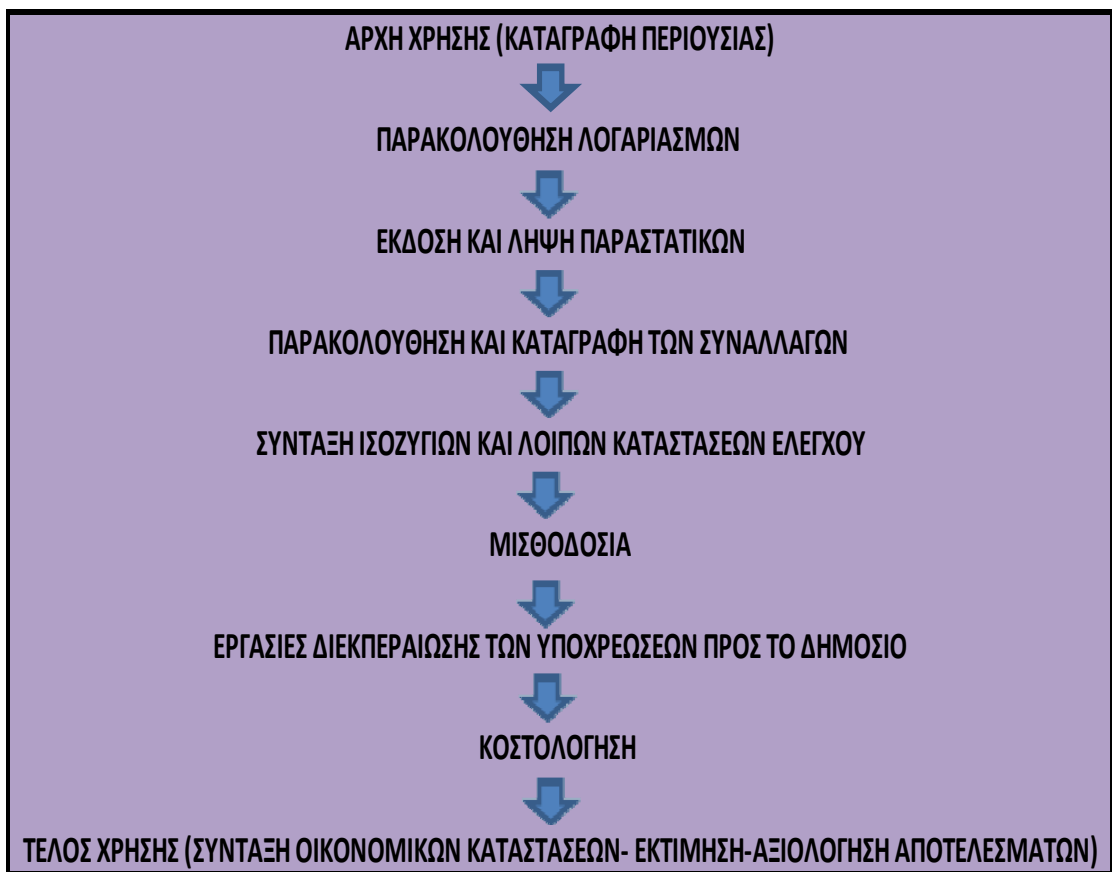 ΑΡΧΗ ΧΡΗΣΗΣ (ΚΑΤΑΓΡΑΦΗ ΠΕΡΙΟΥΣΙΑΣ)
ΠΑΡΑΚΟΛΟΥΘΗΣΗ ΛΟΓΑΡΙΑΣΜΩΝ
ΕΚΔΟΣΗ ΚΑΙ ΛΗΨΗ ΠΑΡΑΣΤΑΤΙΚΩΝ
ΠΑΡΑΚΟΛΟΥΘΗΣΗ ΚΑΙ ΚΑΤΑΓΡΑΦΗ ΤΩΝ ΣΥΝΑΛΛΑΓΩΝ
ΣΥΝΤΑΞΗ ΙΣΟΖΥΓΙΩΝ ΚΑΙ ΛΟΙΠΩΝ ΚΑΤΑΣΤΑΣΕΩΝ ΕΛΕΓΧΟΥ
ΜΙΣΘΟΔΟΣΙΑ
ΕΡΓΑΣΙΕΣ ΔΙΕΚΠΕΡΑΙΩΣΗΣ ΤΩΝ ΥΠΟΧΡΕΩΣΕΩΝ ΠΡΟΣ ΤΟ ΔΗΜΟΣΙΟ
ΚΟΣΤΟΛΟΓΗΣΗ
ΤΕΛΟΣ ΧΡΗΣΗΣ (ΣΥΝΤΑΞΗ ΟΙΚΟΝΟΜΙΚΩΝ ΚΑΤΑΣΤΑΣΕΩΝ- ΕΚΤΙΜΗΣΗ-ΑΞΙΟΛΟΓΗΣΗ ΑΠΟΤΕΛΕΣΜΑΤΩΝ)